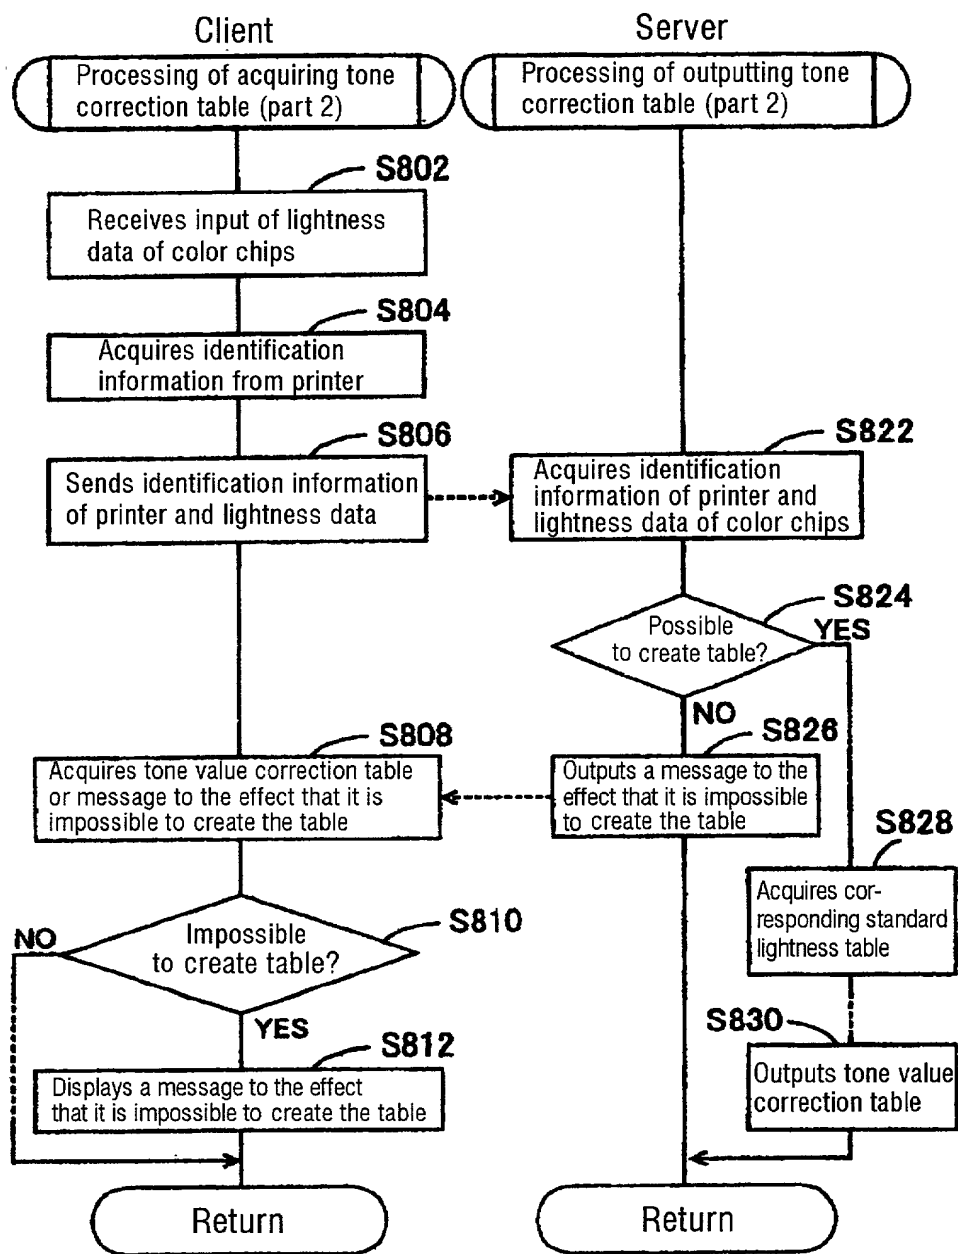 Client
Server
Processing of acquiring tone
correction table (part 2)
Processing of outputting tone
correction table (part 2)
S802
Receives input of lightness
data of color chips
S804
Acquires identification
information from printer
S806
Sends identification information
of printer and lightness data
S822
Acquires identification
information of printer and
lightness data of color chips
S824
Possible
to create table?
YES
NO
S826
Outputs a message to the
effect that it is impossible
to create the table
S808
Acquires tone value correction table
or message to the effect that it is
impossible to create the table
S828
Acquires cor-
responding standard
lightness table
S810
Impossible
to create table?
NO
YES
S830
Outputs tone value
correction table
S812
Displays a message to the effect
that it is impossible to create the table
Return
Return